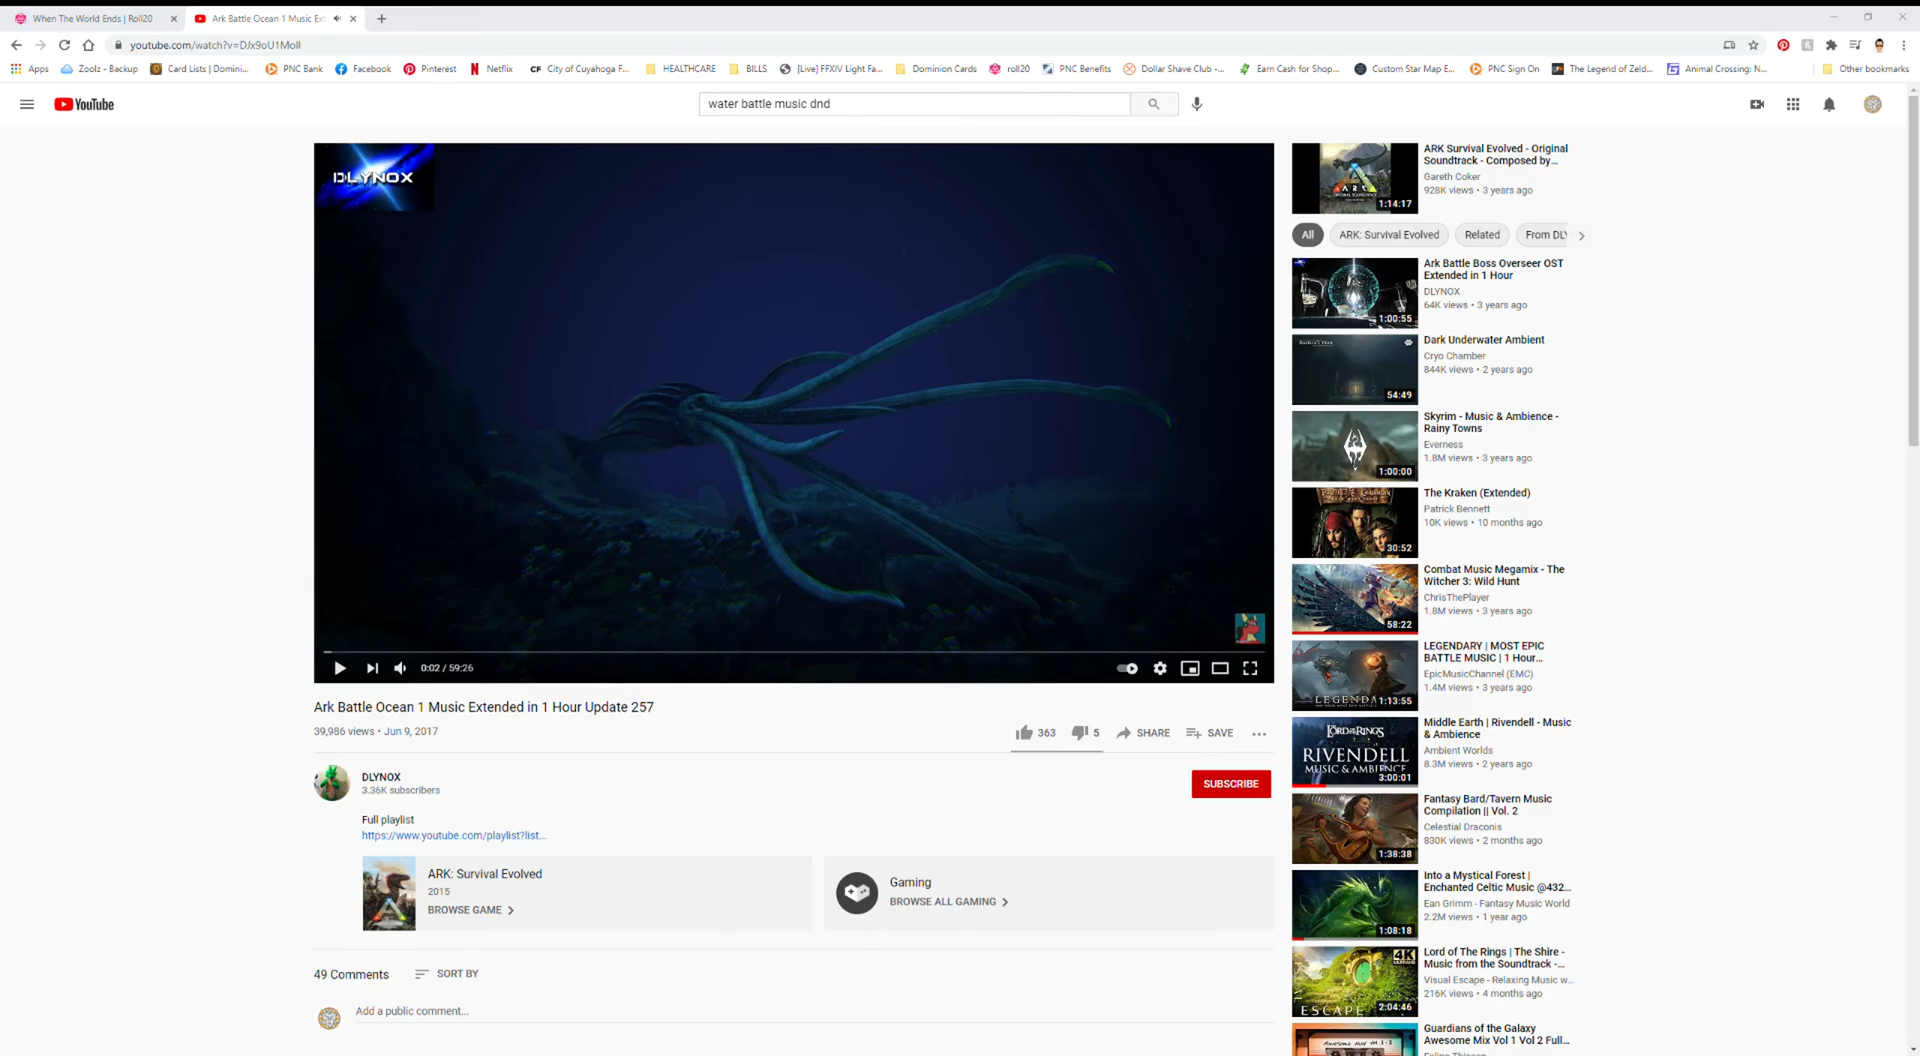 When The World Ends | Roll20
Ark Battle Ocean 1 Music Ex
youtube.com/watch?v=DJx9oU1MoII
Apps
Zoolz - Backup
Card Lists | Domini...
PNC Bank
Facebook
Pinterest
Netflix
CF City of Cuyahoga F...
HEALTHCARE
BILLS
[Live] FFXIV Light Fa...
Dominion Cards
roll20
PNC Benefits
Dollar Shave Club -...
Earn Cash for Shop...
Custom Star Map E...
PNC Sign On
The Legend of Zeld...
Animal Crossing: N...
Other bookmarks
YouTube
water battle music dnd
DLYNOX
0:02 / 59:26
Ark Battle Ocean 1 Music Extended in 1 Hour Update 257
39,986 views • Jun 9, 2017
363
5
SHARE
SAVE
DLYNOX
3.36K subscribers
SUBSCRIBE
Full playlist
https://www.youtube.com/playlist?list...
ARK: Survival Evolved
2015
BROWSE GAME
Gaming
BROWSE ALL GAMING
49 Comments
SORT BY
Add a public comment...
ARK
1:14:17
ARK Survival Evolved - Original
Soundtrack - Composed by...
Gareth Coker
928K views • 3 years ago
All
ARK: Survival Evolved
Related
From DLY
1:00:55
Ark Battle Boss Overseer OST
Extended in 1 Hour
DLYNOX
64K views • 3 years ago
54:49
Dark Underwater Ambient
Cryo Chamber
844K views • 2 years ago
1:00:00
Skyrim - Music & Ambience -
Rainy Towns
Everness
1.8M views • 3 years ago
30:52
The Kraken (Extended)
Patrick Bennett
10K views • 10 months ago
58:22
Combat Music Megamix - The
Witcher 3: Wild Hunt
ChrisThePlayer
1.8M views • 3 years ago
LEGENDA
1:13:55
LEGENDARY | MOST EPIC
BATTLE MUSIC | 1 Hour...
EpicMusicChannel (EMC)
1.4M views • 3 years ago
THE LORD OF THE RINGS
RIVENDELL
MUSIC & AMBIENCE
3:00:01
Middle Earth | Rivendell - Music
& Ambience
Ambient Worlds
8.3M views • 2 years ago
1:38:38
Fantasy Bard/Tavern Music
Compilation || Vol. 2
Celestial Draconis
830K views • 2 months ago
1:08:18
Into a Mystical Forest |
Enchanted Celtic Music @432...
Ean Grimm - Fantasy Music World
2.2M views • 1 year ago
4K
ESCAPE
2:04:46
Lord of The Rings | The Shire -
Music from the Soundtrack -...
Visual Escape - Relaxing Music w...
216K views • 4 months ago
Guardians of the Galaxy
Awesome Mix Vol 1 Vol 2 Full...